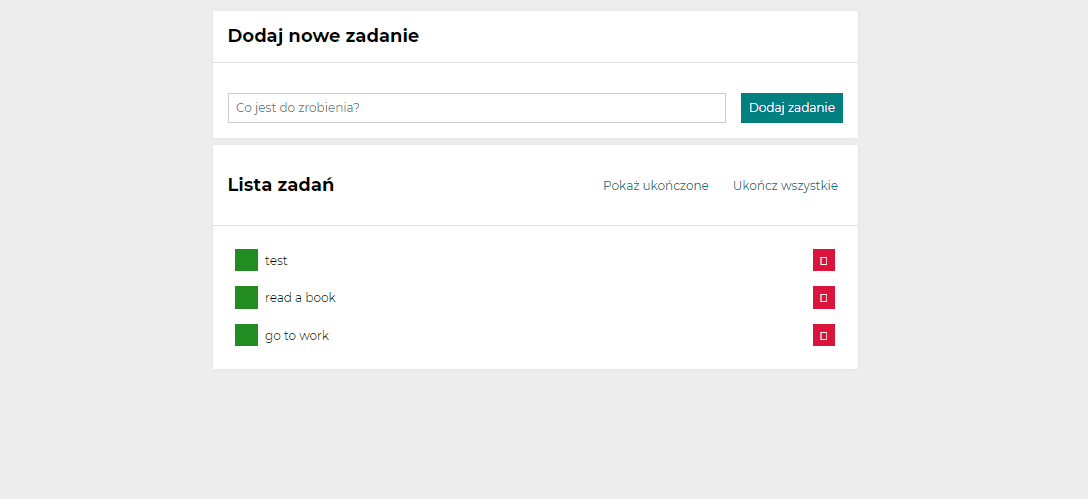 Dodaj nowe zadanie
Co jest do zrobienia?
Dodaj zadanie
Lista zadań
Pokaż ukończone
Ukończ wszystkie
test
read a book
go to work